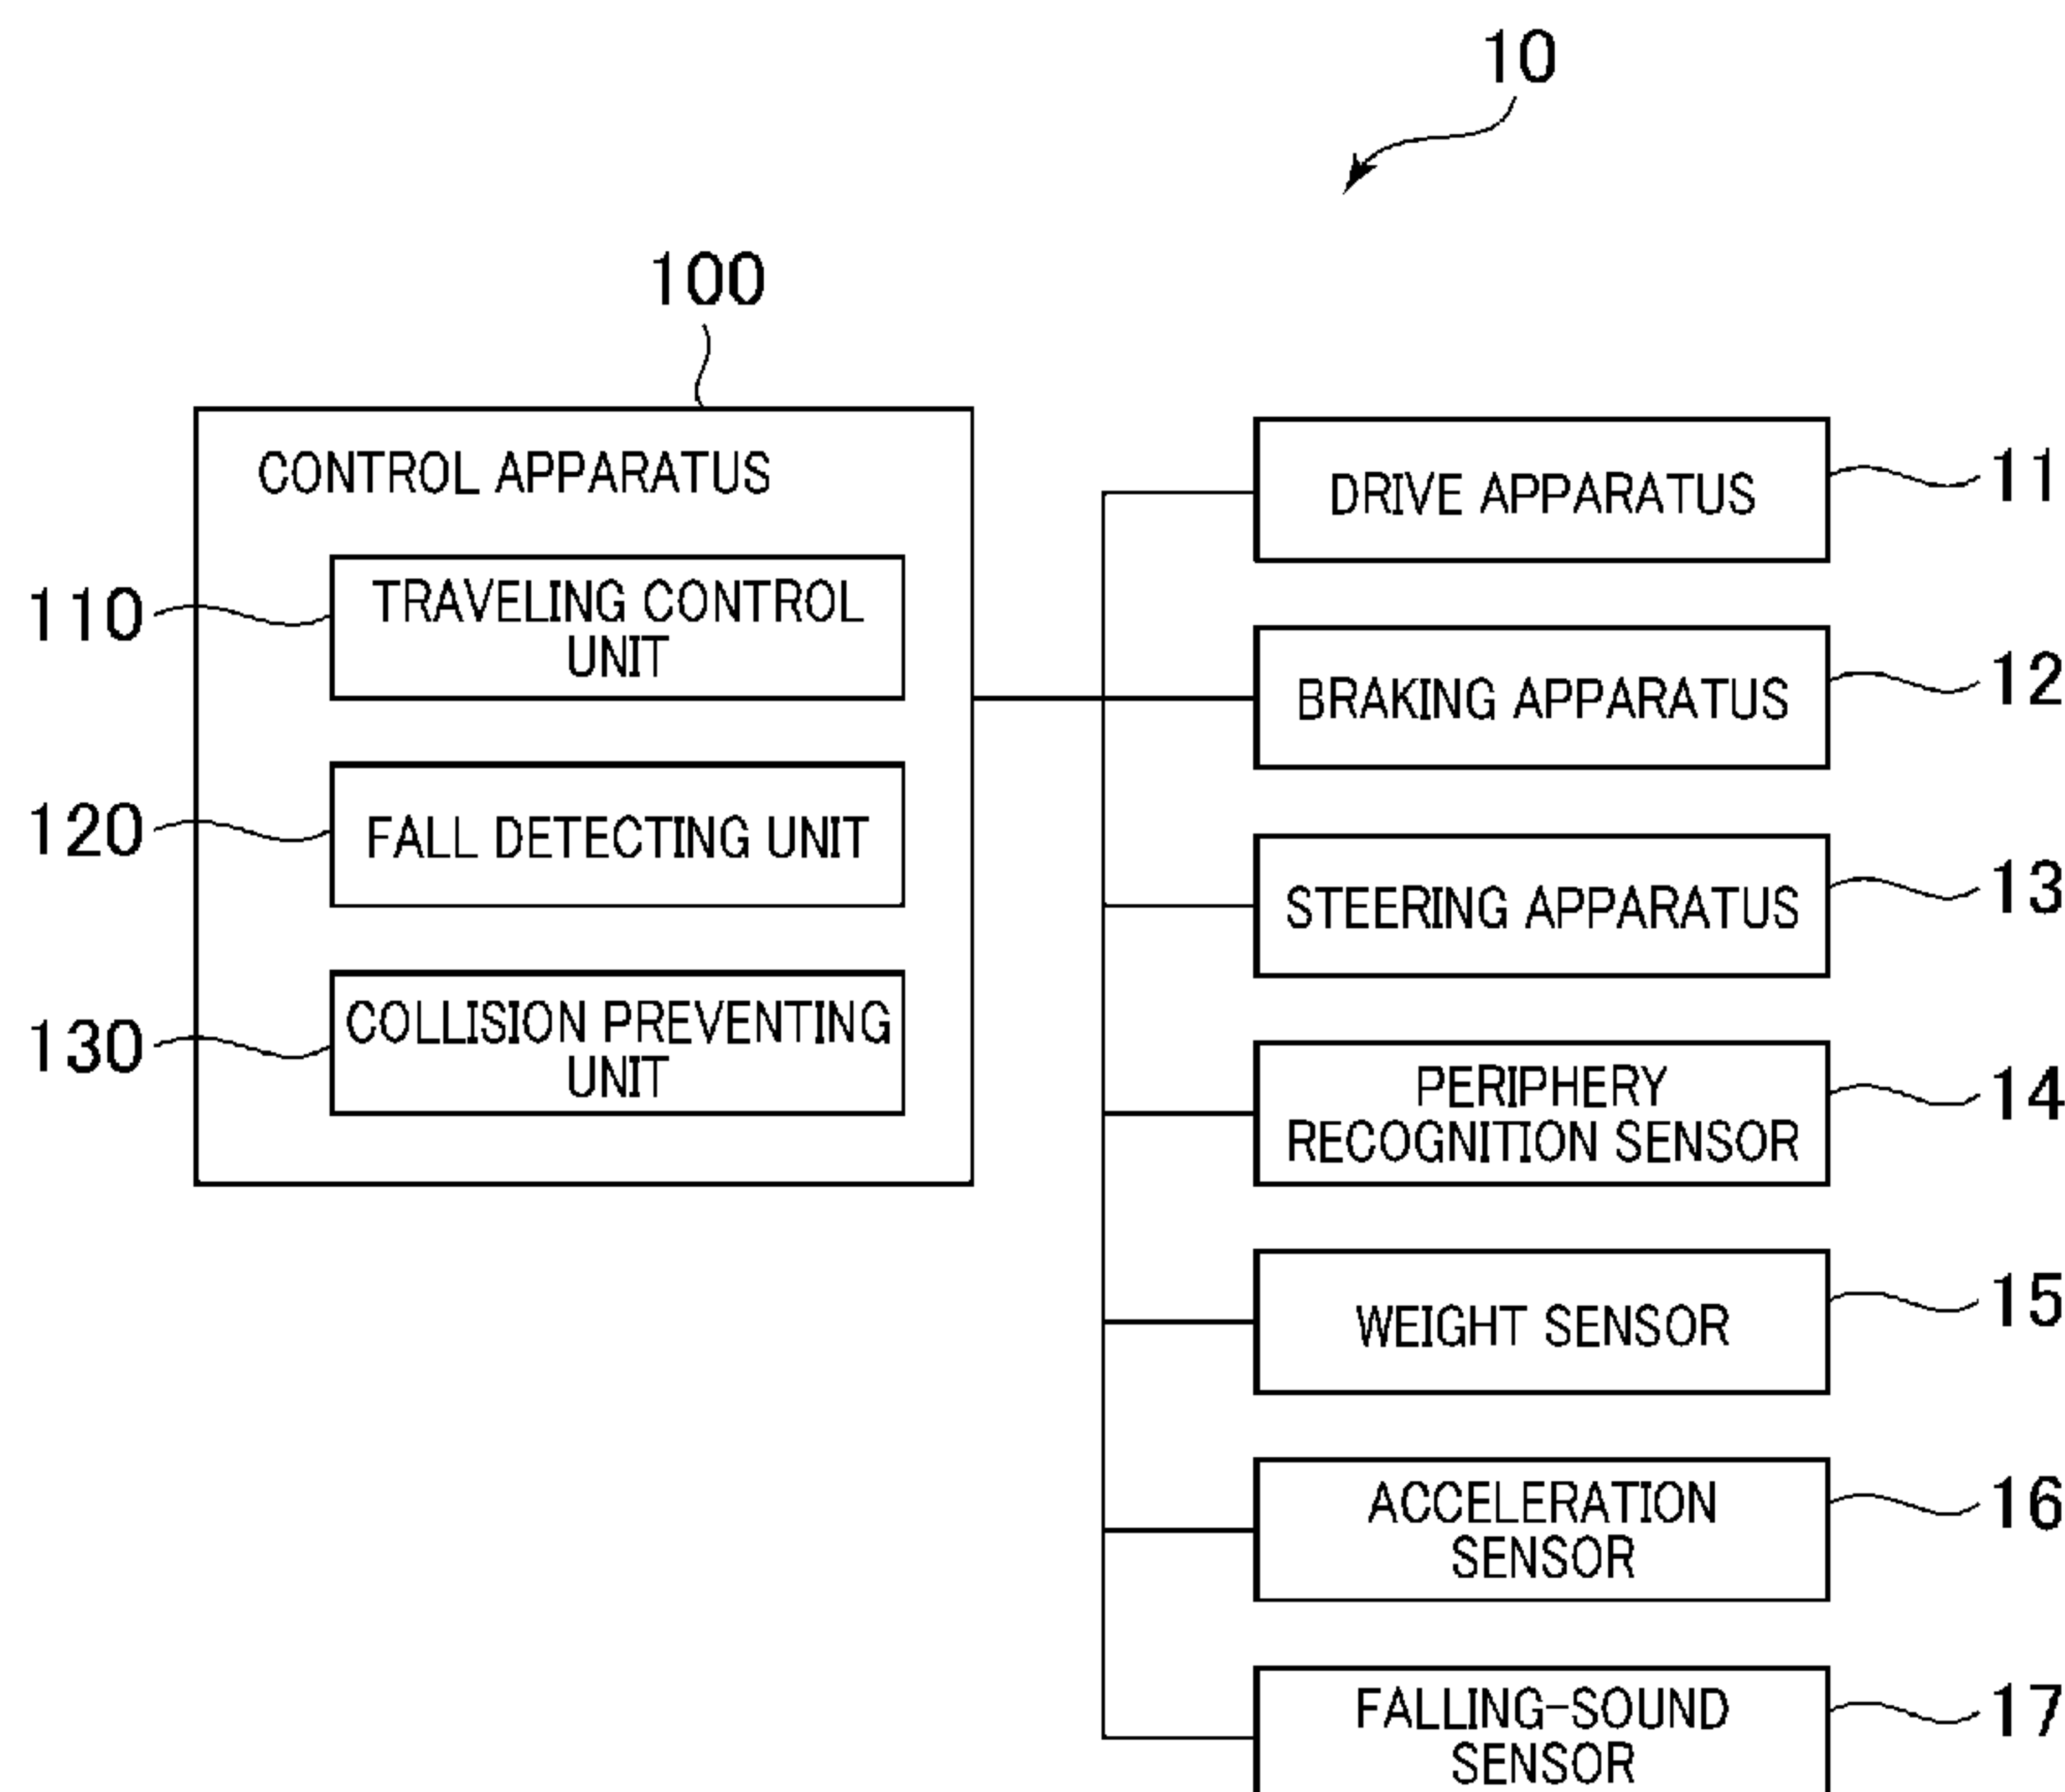 10
100
CONTROL APPARATUS
110
TRAVELING CONTROL
UNIT
120
FALL DETECTING UNIT
130
COLLISION PREVENTING
UNIT
DRIVE APPARATUS
11
BRAKING APPARATUS
12
STEERING APPARATUS
13
PERIPHERY
RECOGNITION SENSOR
14
WEIGHT SENSOR
15
ACCELERATION
SENSOR
16
FALLING-SOUND
SENSOR
17